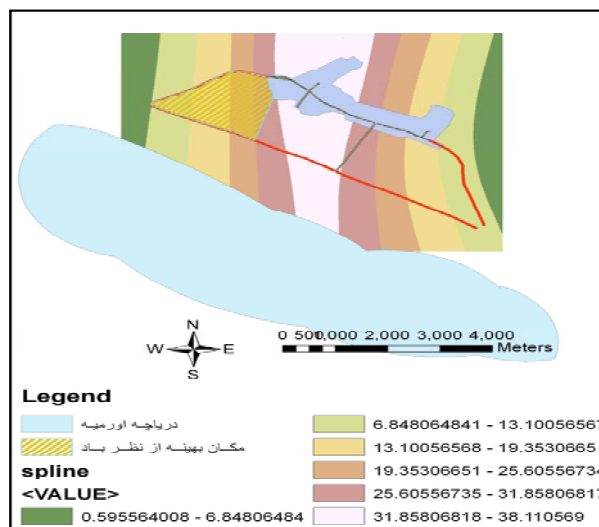 N
W E
S
0 500 1,000 2,000 3,000 4,000
Meters
Legend
دریاچه اورمیه
مکان بهینه از نظر باد
spline
<VALUE>
0.595564008 - 6.84806484
6.848064841 - 13.10056567
13.10056568 - 19.3530665
19.35306651 - 25.60556734
25.60556735 - 31.85806817
31.85806818 - 38.110569